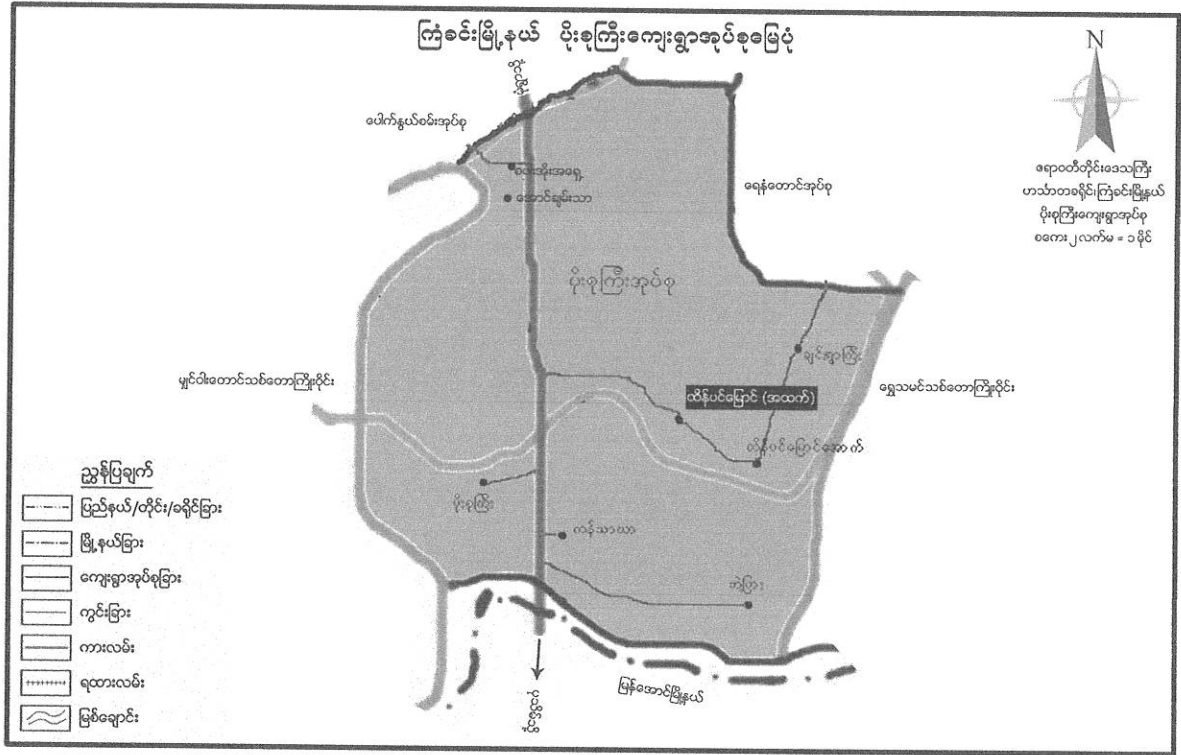 ကြံခင်းမြို့နယ် ပိုးစုကြီးကျေးရွာအုပ်စုမြေပုံ
N
ပေါက်နွယ်စမ်းအုပ်စု
ရေနံတောင်အုပ်စု
ဧရာဝတီတိုင်းဒေသကြီး
ဟင်္သာတခရိုင်၊ကြံခင်းမြို့နယ်
ပိုးစုကြီးကျေးရွာအုပ်စု
စကေး ၂လက်မ = ၁မိုင်
အောင်ချမ်းသာ
ပိုးစုကြီးအုပ်စု
ချင်းရွာကြီး
မျှင်ဝါးတောင်သစ်တောကြိုးဝိုင်း
ရွှေသမင်သစ်တောကြိုးဝိုင်း
ထိန်ပင်မြောင် (အထက်)
ထိန်ပင်မြောင်အောက်
ပိုးစုကြီး
ကန်သာယာ
မြန်အောင်မြို့နယ်
ညွှန်ပြချက်
ပြည်နယ်/တိုင်း/ခရိုင်ခြား
မြို့နယ်ခြား
ကျေးရွာအုပ်စုခြား
ကွင်းခြား
ကားလမ်း
ရထားလမ်း
မြစ်ချောင်း